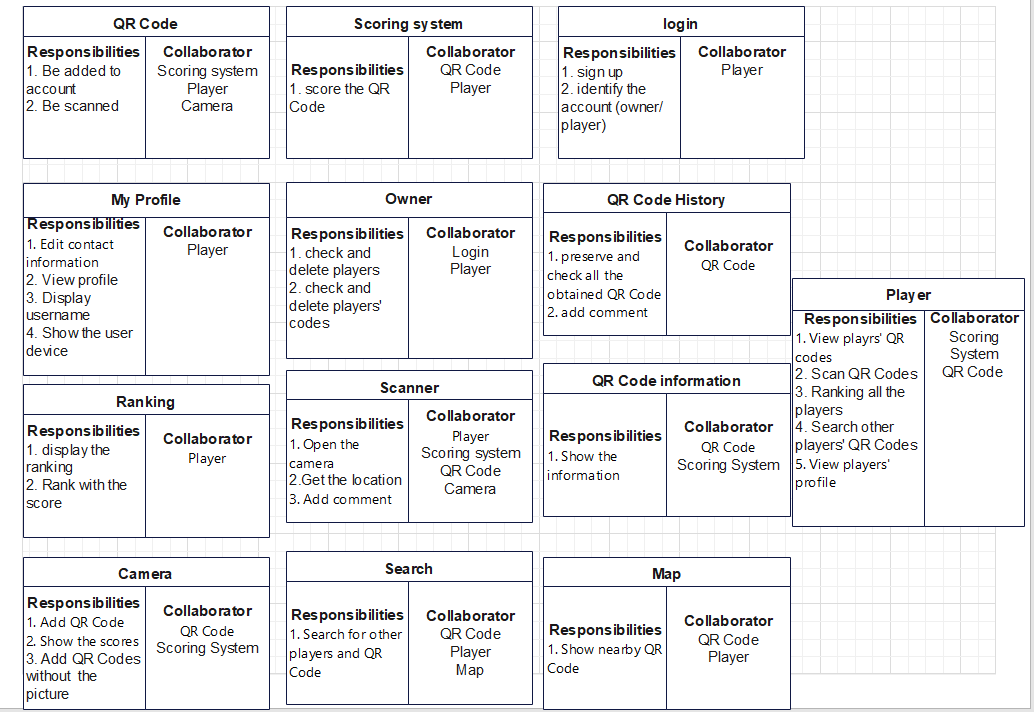 QR Code
Responsibilities
1. Be added to
account
2. Be scanned
Collaborator
Scoring system
Player
Camera
Scoring system
Responsibilities
1. score the QR
Code
Collaborator
QR Code
Player
login
Responsibilities
1. sign up
2. identify the
account (owner/
player)
Collaborator
Player
My Profile
Responsibilities
1. Edit contact
information
2. View profile
3. Display
username
4. Show the user
device
Collaborator
Player
Owner
Responsibilities
1. check and
delete players
2. check and
delete players'
codes
Collaborator
Login
Player
QR Code History
Responsibilities
1. preserve and
check all the
obtained QR Code
2. add comment
Collaborator
QR Code
Player
Responsibilities
1. View playrs' QR
codes
2. Scan QR Codes
3. Ranking all the
players
4. Search other
players' QR Codes
5. View players'
profile
Collaborator
Scoring
System
QR Code
Ranking
Responsibilities
1. display the
ranking
2. Rank with the
score
Collaborator
Player
Scanner
Responsibilities
1. Open the
camera
2.Get the location
3. Add comment
Collaborator
Player
Scoring system
QR Code
Camera
QR Code information
Responsibilities
1. Show the
information
Collaborator
QR Code
Scoring System
Camera
Responsibilities
1. Add QR Code
2. Show the scores
3. Add QR Codes
without the
picture
Collaborator
QR Code
Scoring System
Search
Responsibilities
1. Search for other
players and QR
Code
Collaborator
QR Code
Player
Map
Map
Responsibilities
1. Show nearby QR
Code
Collaborator
QR Code
Player